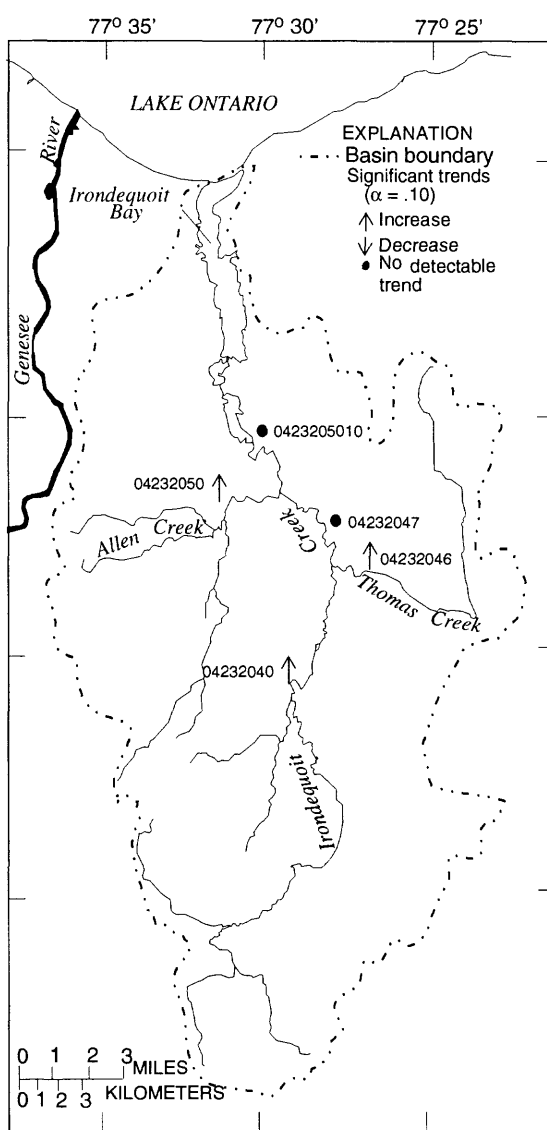 77° 35'
77° 30'
77° 25'
LAKE ONTARIO
EXPLANATION
Basin boundary
Significant trends
(α = .10)
Increase
Decrease
No detectable
trend
River
Irondequoit
Bay
Genesee
0423205010
04232050
04232047
Allen Creek
Creek
04232046
Thomas Creek
04232040
Irondequoit
0 1 2 3
MILES
KILOMETERS
0 1 2 3